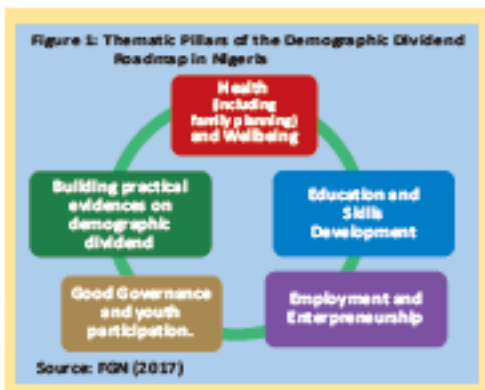 Figure 1: Thematic Pillars of the Demographic Dividend
Roadmap in Nigeria
Health
(including
family planning)
and Wellbeing
Building practical
evidences on
demographic
dividend
Education and
Skills
Development
Good Governance
and youth
participation.
Employment and
Enterpreneurship
Source: FGN (2017)